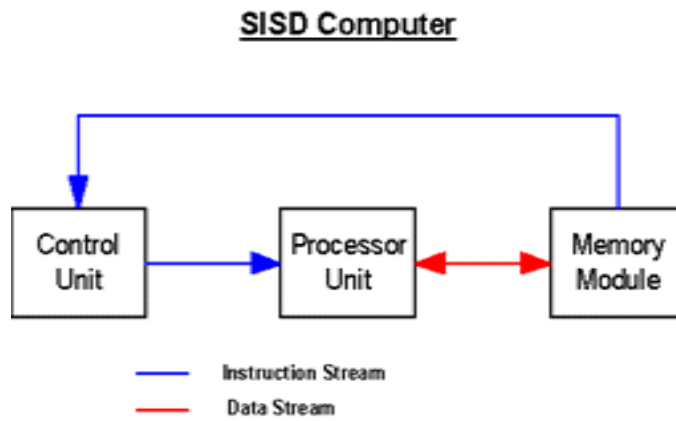 SISD Computer
Control
Unit
Processor
Unit
Memory
Module
Instruction Stream
Data Stream